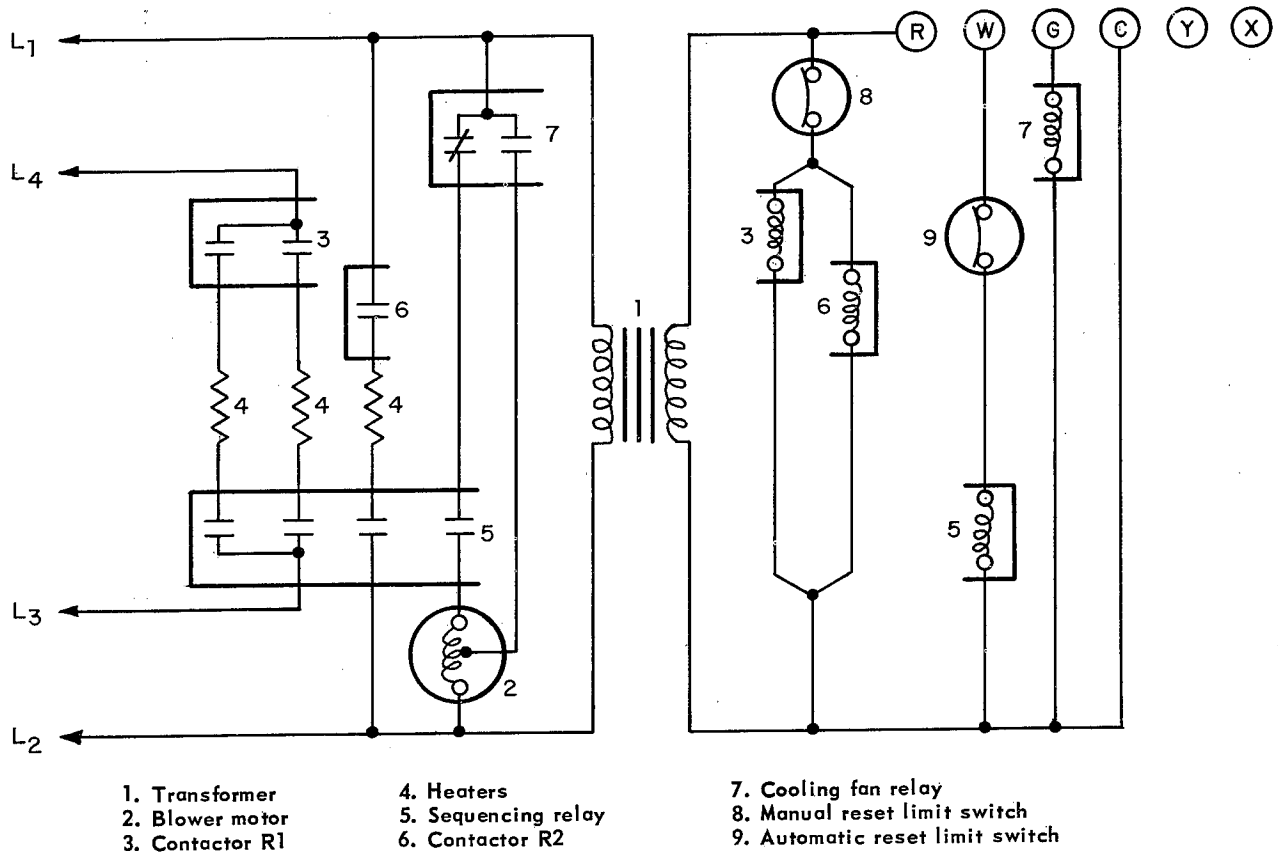 L1
R W G C Y X
8
7
7
L4
3
3
9
6
6
1
4 4 4
5
5
L3
2
L2
1. Transformer
2. Blower motor
3. Contactor R1
4. Heaters
5. Sequencing relay
6. Contactor R2
7. Cooling fan relay
8. Manual reset limit switch
9. Automatic reset limit switch